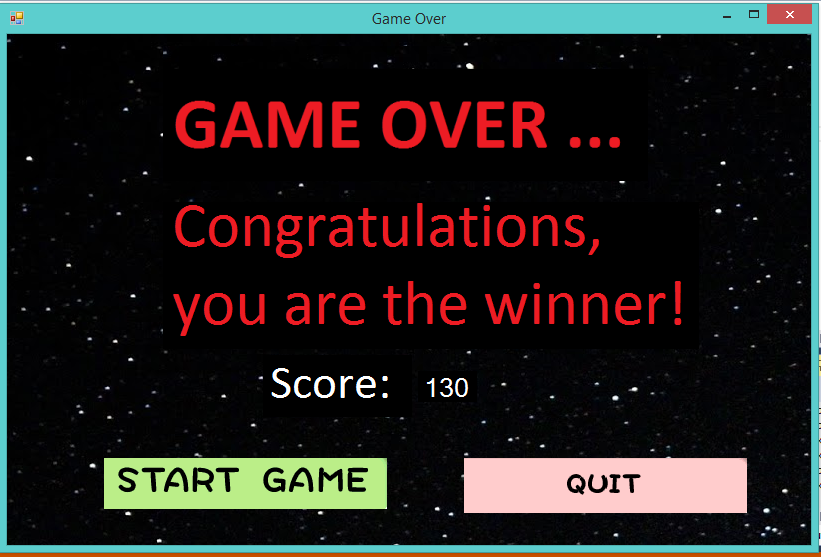 Game Over
GAME OVER ...
Congratulations,
you are the winner!
Score: 130
START GAME
QUIT